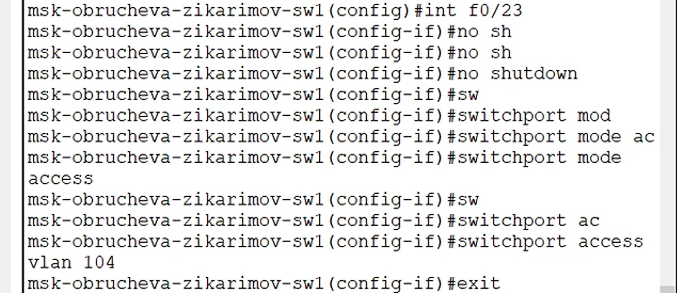 msk-obrucheva-zikarimov-sw1(config)#int f0/23
msk-obrucheva-zikarimov-sw1(config-if)#no sh
msk-obrucheva-zikarimov-sw1(config-if)#no sh
msk-obrucheva-zikarimov-sw1(config-if)#no shutdown
msk-obrucheva-zikarimov-sw1(config-if)#sw
msk-obrucheva-zikarimov-sw1(config-if)#switchport mod
msk-obrucheva-zikarimov-sw1(config-if)#switchport mode ac
msk-obrucheva-zikarimov-sw1(config-if)#switchport mode
access
msk-obrucheva-zikarimov-sw1(config-if)#sw
msk-obrucheva-zikarimov-sw1(config-if)#switchport ac
msk-obrucheva-zikarimov-sw1(config-if)#switchport access
vlan 104
msk-obrucheva-zikarimov-sw1(config-if)#exit